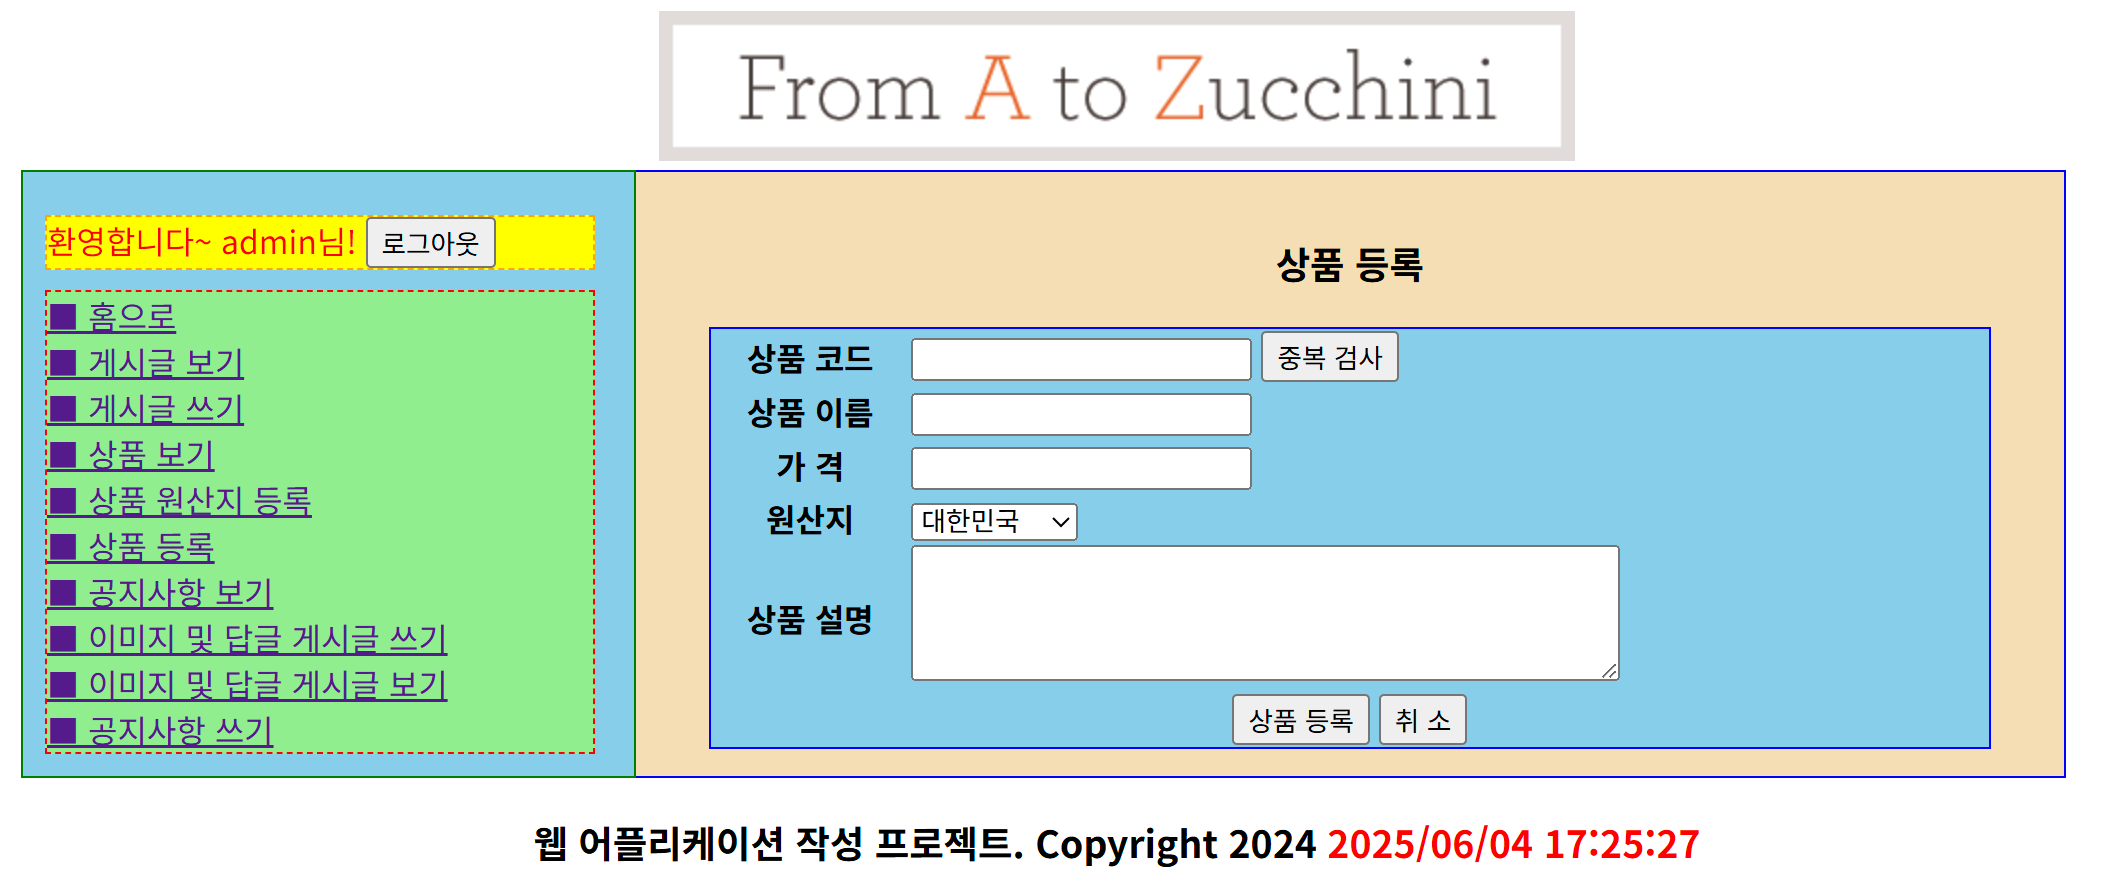 From A to Zucchini
환영합니다~ admin님! 로그아웃
■ 홈으로
■ 게시글 보기
■ 게시글 쓰기
■ 상품 보기
■ 상품 원산지 등록
■ 상품 등록
■ 공지사항 보기
■ 이미지 및 답글 게시글 쓰기
■ 이미지 및 답글 게시글 보기
■ 공지사항 쓰기
상품 등록
상품 코드 중복 검사
상품 이름
가 격
원산지 대한민국
상품 설명
상품 등록 취 소
웹 어플리케이션 작성 프로젝트. Copyright 2024 2025/06/04 17:25:27